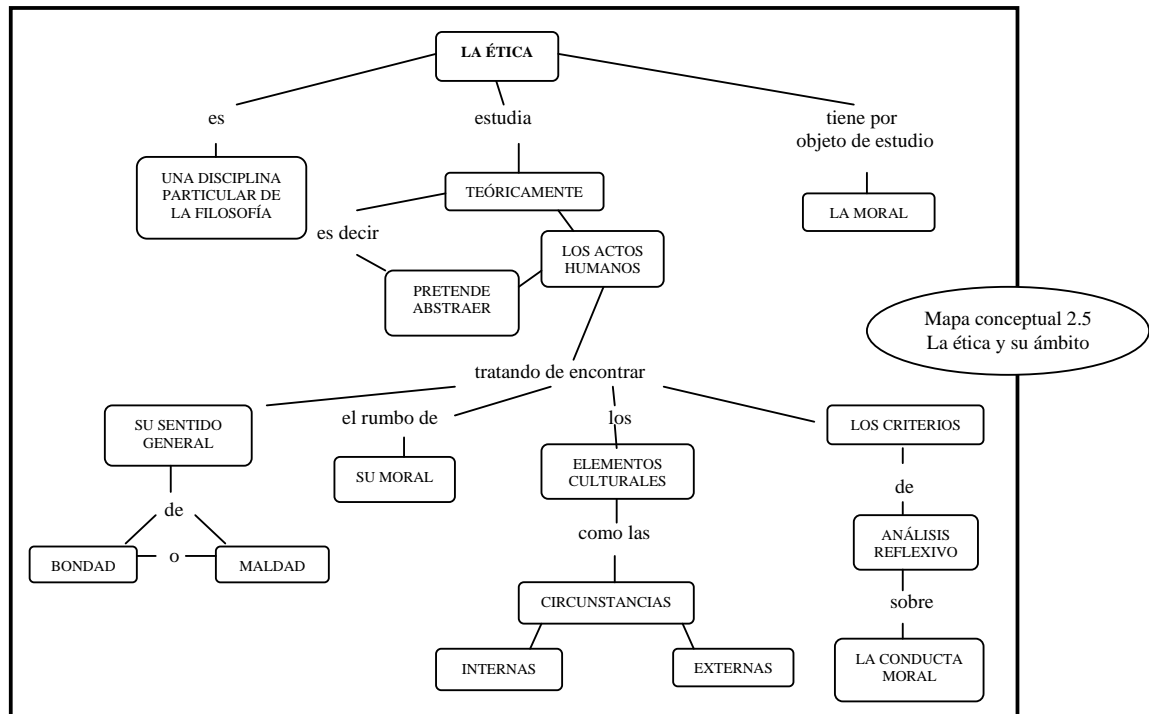 LA ÉTICA
es
estudia
tiene por
objeto de estudio
UNA DISCIPLINA
PARTICULAR DE
LA FILOSOFÍA
TEÓRICAMENTE
LA MORAL
es decir
LOS ACTOS
HUMANOS
PRETENDE
ABSTRAER
Mapa conceptual 2.5
La ética y su ámbito
tratando de encontrar
SU SENTIDO
GENERAL
el rumbo de
los
LOS CRITERIOS
SU MORAL
ELEMENTOS
CULTURALES
de
de
BONDAD
o
MALDAD
como las
ANÁLISIS
REFLEXIVO
CIRCUNSTANCIAS
sobre
INTERNAS
EXTERNAS
LA CONDUCTA
MORAL